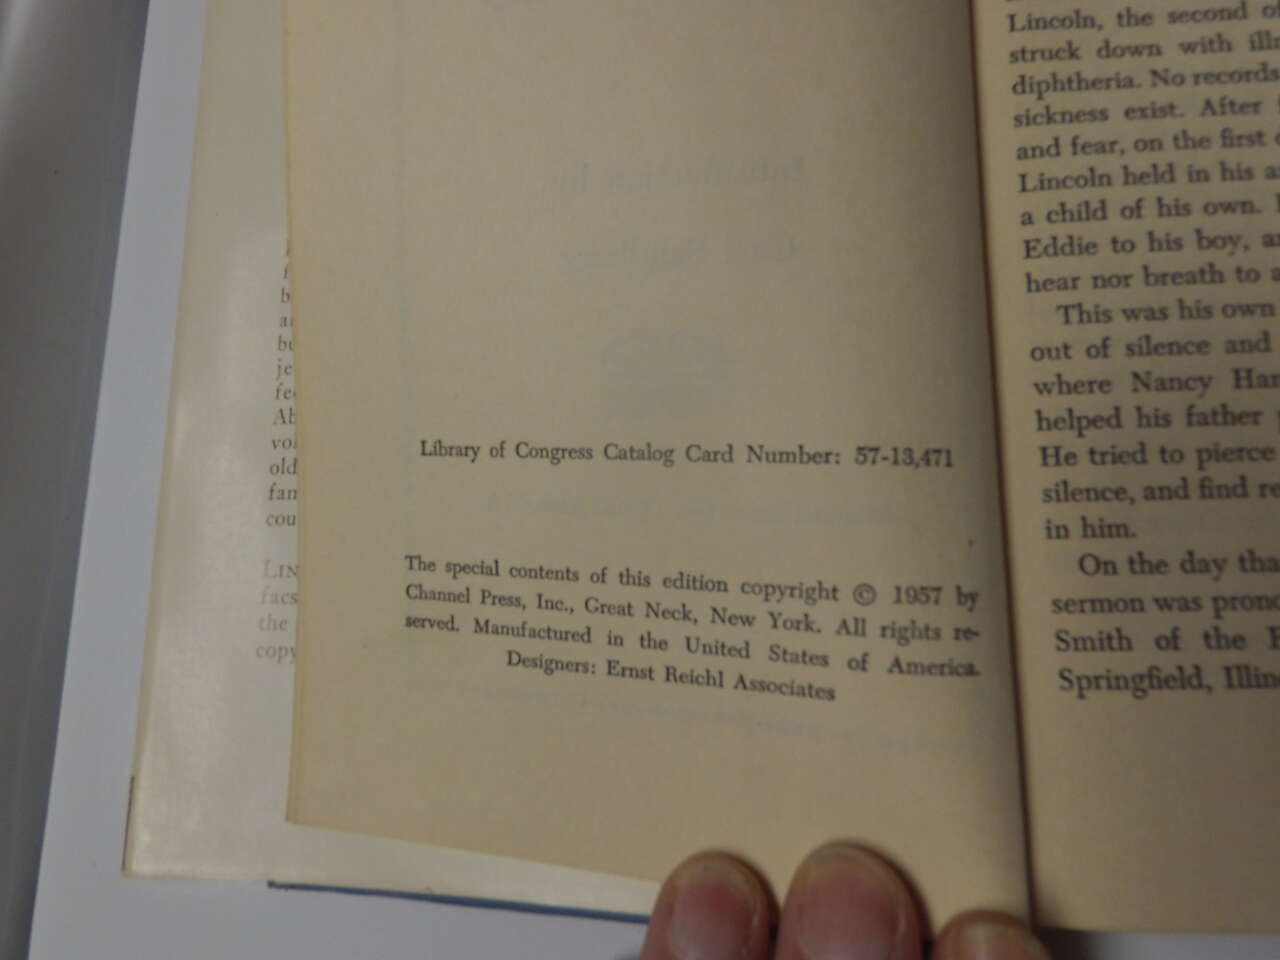 Library of Congress Catalog Card Number: 57-13,471
The special contents of this edition copyright © 1957 by
Channel Press, Inc., Great Neck, New York. All rights re-
served. Manufactured in the United States of America.
Designers: Ernst Reichl Associates
Lincoln, the second
struck down with
diphtheria. No records
sickness exist. After
and fear, on the first
Lincoln held in his
a child of his own.
Eddie to his boy,
hear nor breath to
This was his own
out of silence and
where Nancy
helped his father
He tried to pierce
silence, and find
in him.
On the day
sermon was
Smith of the
Springfield,